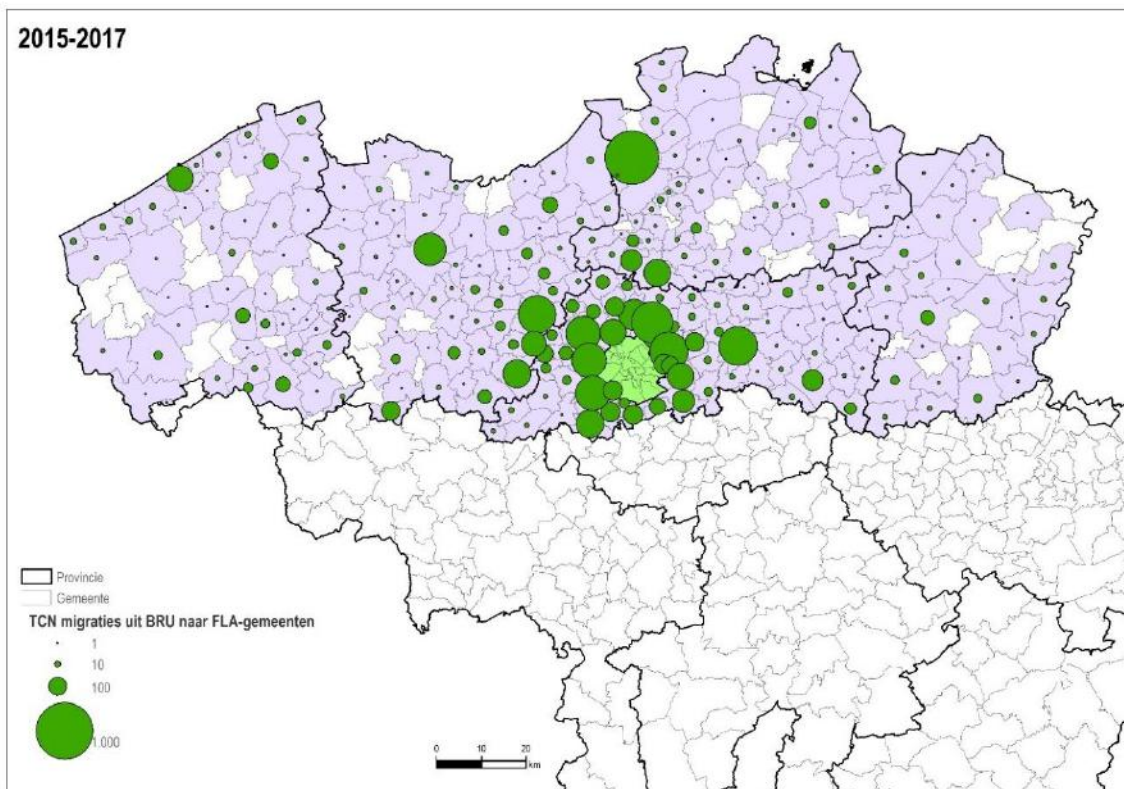 2015-2017
Provincie
Gemeente
TCN migraties uit BRU naar FLA-gemeenten
1
10
100
1.000
0 10 20
km